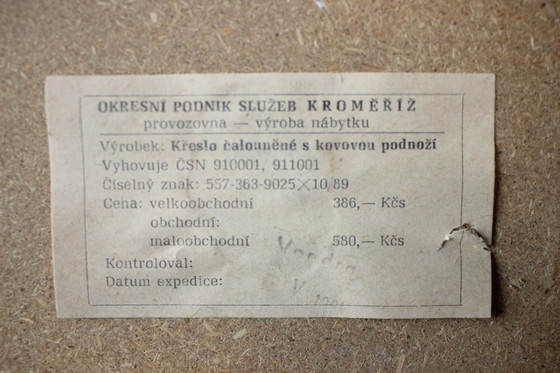 OKRESNÍ PODNIK SLUŽEB KROMĚŘÍŽ
provozovna — výroba nábytku
Výrobek: Křeslo čalouněné s kovovou podnoží
Vyhovuje ČSN 910001, 911001
Číselný znak: 557-363-9025×10/89
Cena: velkoobchodní 386,— Kčs
obchodní:
maloobchodní 580,— Kčs
Kontroloval:
Datum expedice: